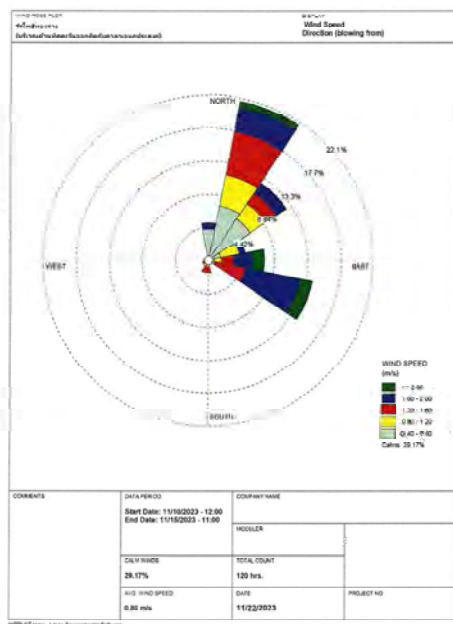 WIND ROSE PLOT
DISPLAY
Wind Speed
Direction (blowing from)
NORTH
22.1%
17.7%
13.3%
8.84%
4.42%
WEST
EAST
SOUTH
WIND SPEED
(m/s)
Calms: 29.17%
COMMENTS
DATA PERIOD
Start Date: 11/10/2023 - 12:00
End Date: 11/15/2023 - 11:00
COMPANY NAME
MODELER
CALM WINDS
29.17%
TOTAL COUNT
120 hrs.
AVG. WIND SPEED
0.80 m/s
DATE
11/22/2023
PROJECT NO.